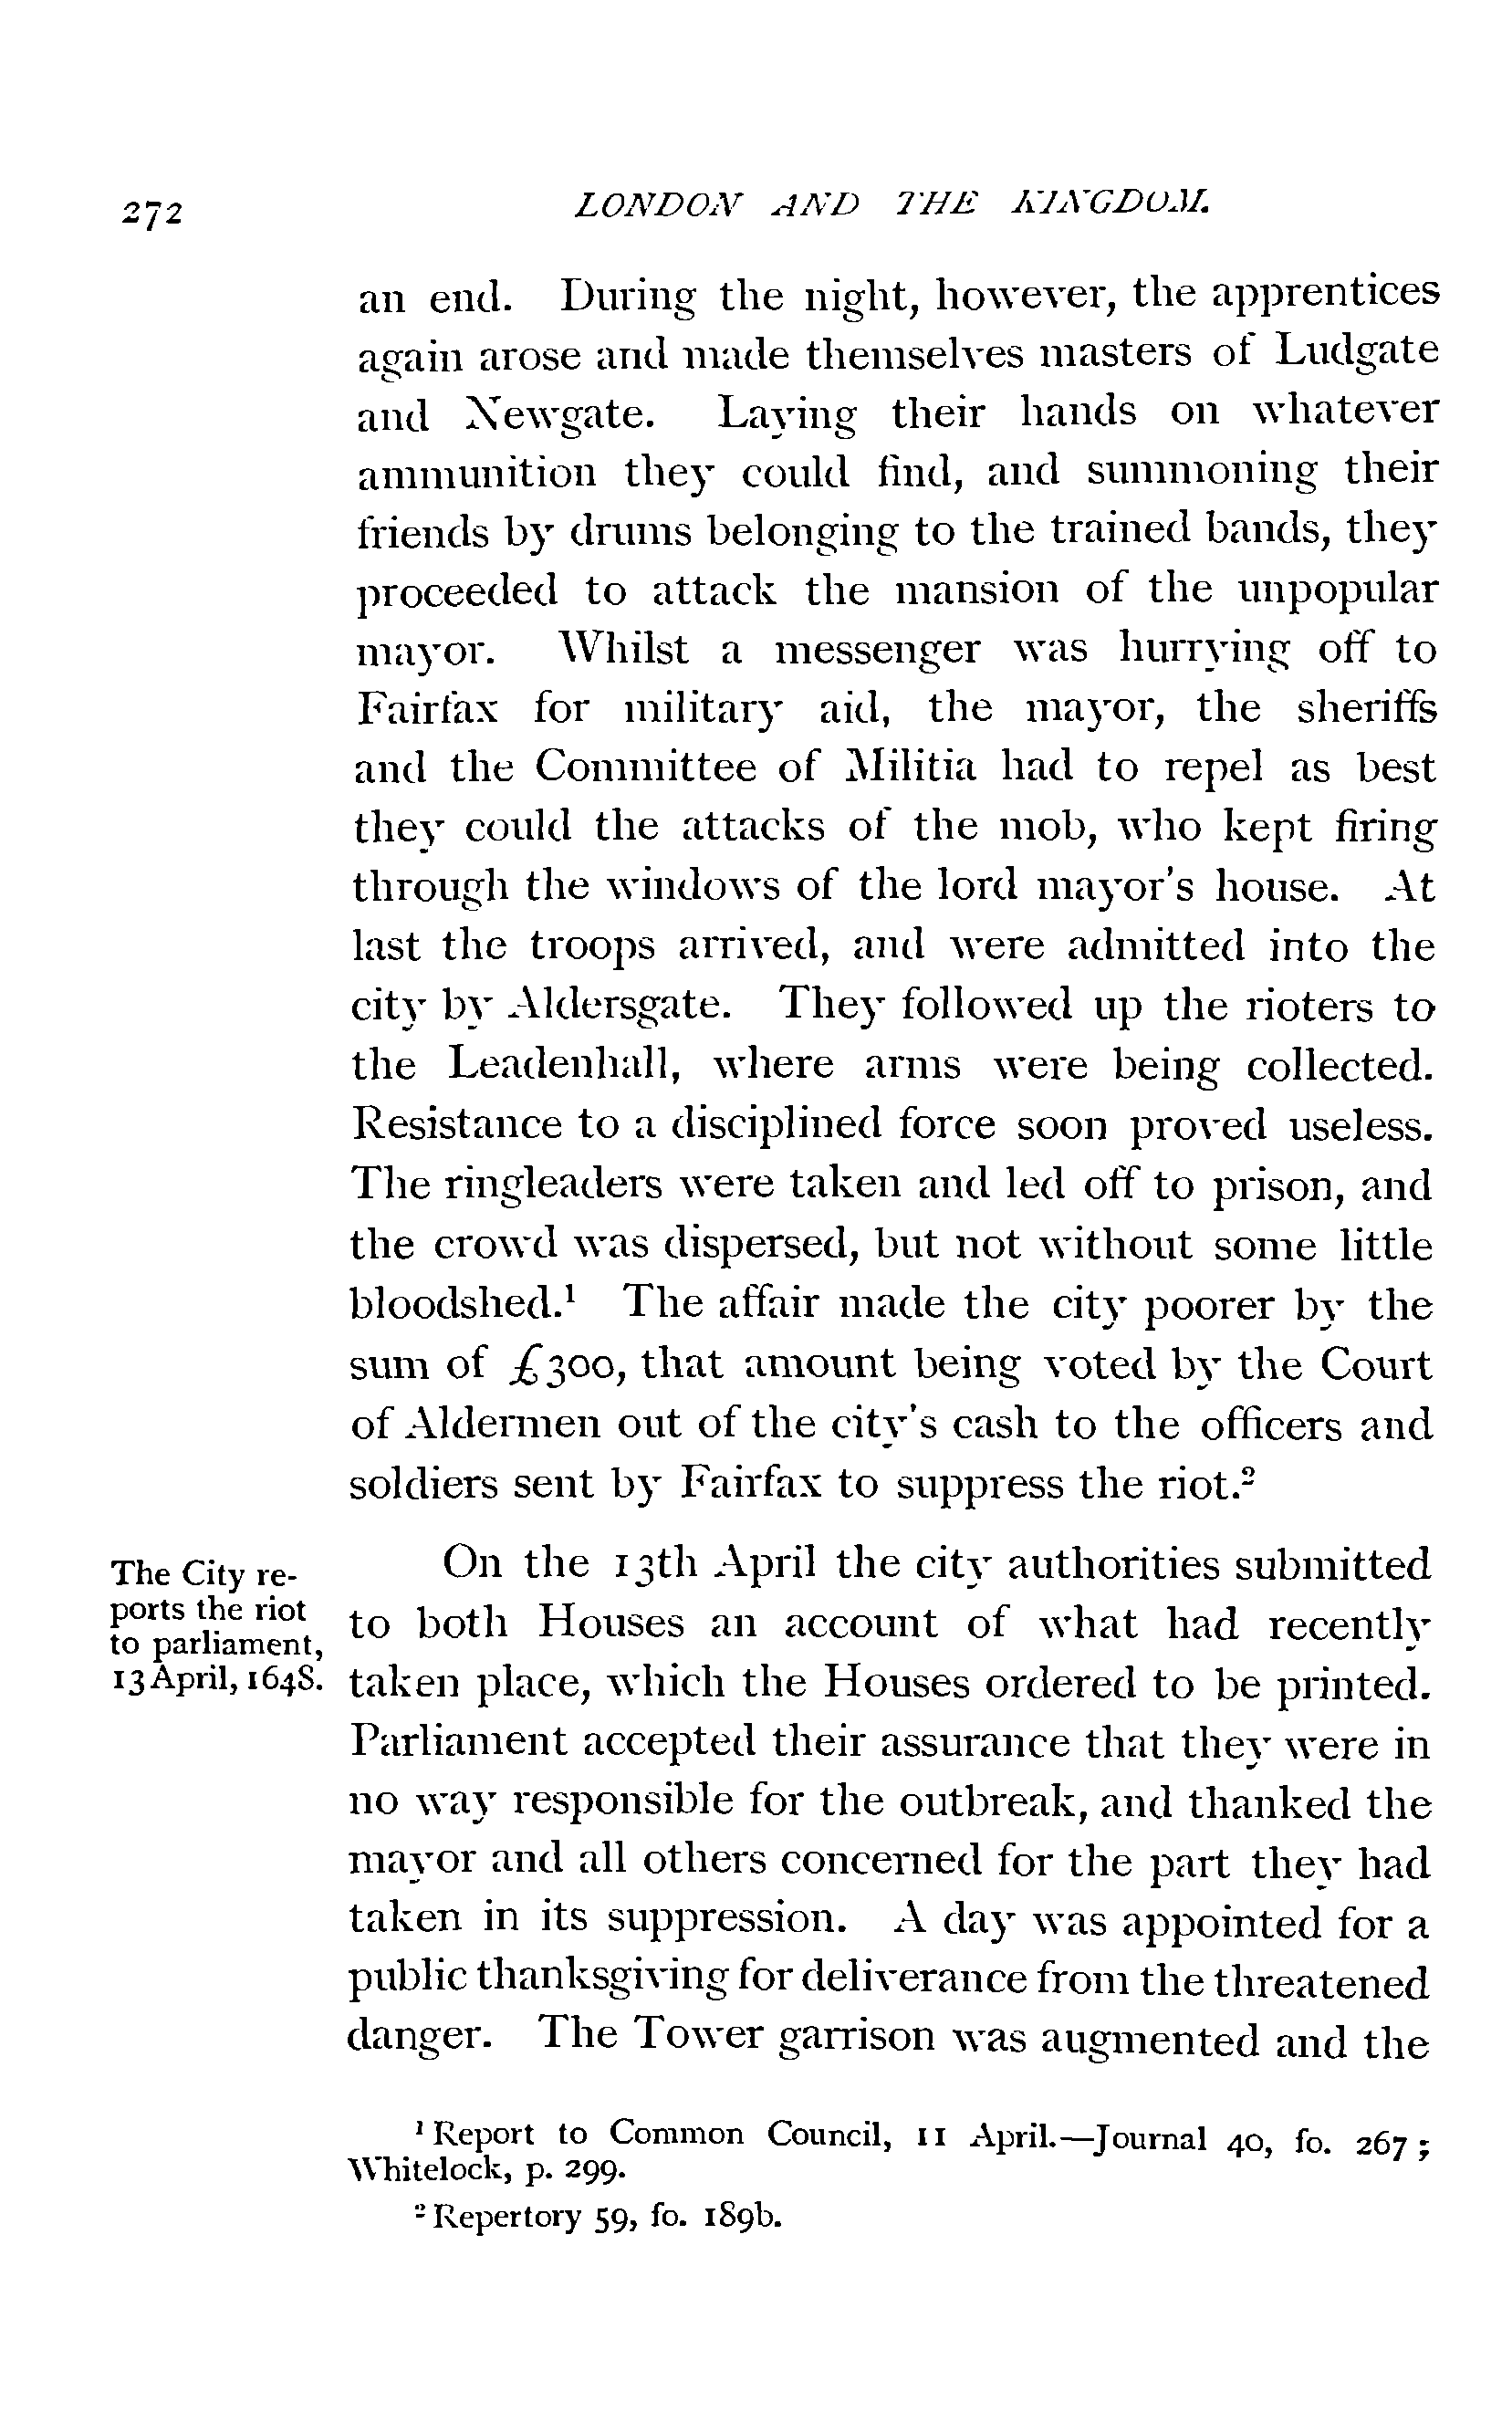 272 LONDON AND THE KINGDOM.
an end. During the night, however, the apprentices
again arose and made themselves masters of Ludgate
and Newgate. Laying their hands on whatever
ammunition they could find, and summoning their
friends by drums belonging to the trained bands, they
proceeded to attack the mansion of the unpopular
mayor. Whilst a messenger was hurrying off to
Fairfax for military aid, the mayor, the sheriffs
and the Committee of Militia had to repel as best
they could the attacks of the mob, who kept firing
through the windows of the lord mayor's house. At
last the troops arrived, and were admitted into the
city by Aldersgate. They followed up the rioters to
the Leadenhall, where arms were being collected.
Resistance to a disciplined force soon proved useless.
The ringleaders were taken and led off to prison, and
the crowd was dispersed, but not without some little
bloodshed.¹ The affair made the city poorer by the
sum of £300, that amount being voted by the Court
of Aldermen out of the city's cash to the officers and
soldiers sent by Fairfax to suppress the riot.²
The City re-
ports the riot
to parliament,
13 April, 1648.
On the 13th April the city authorities submitted
to both Houses an account of what had recently
taken place, which the Houses ordered to be printed.
Parliament accepted their assurance that they were in
no way responsible for the outbreak, and thanked the
mayor and all others concerned for the part they had
taken in its suppression. A day was appointed for a
public thanksgiving for deliverance from the threatened
danger. The Tower garrison was augmented and the
¹ Report to Common Council, 11 April.—Journal 40, fo. 267;
Whitelock, p. 299.
² Repertory 59, fo. 189b.